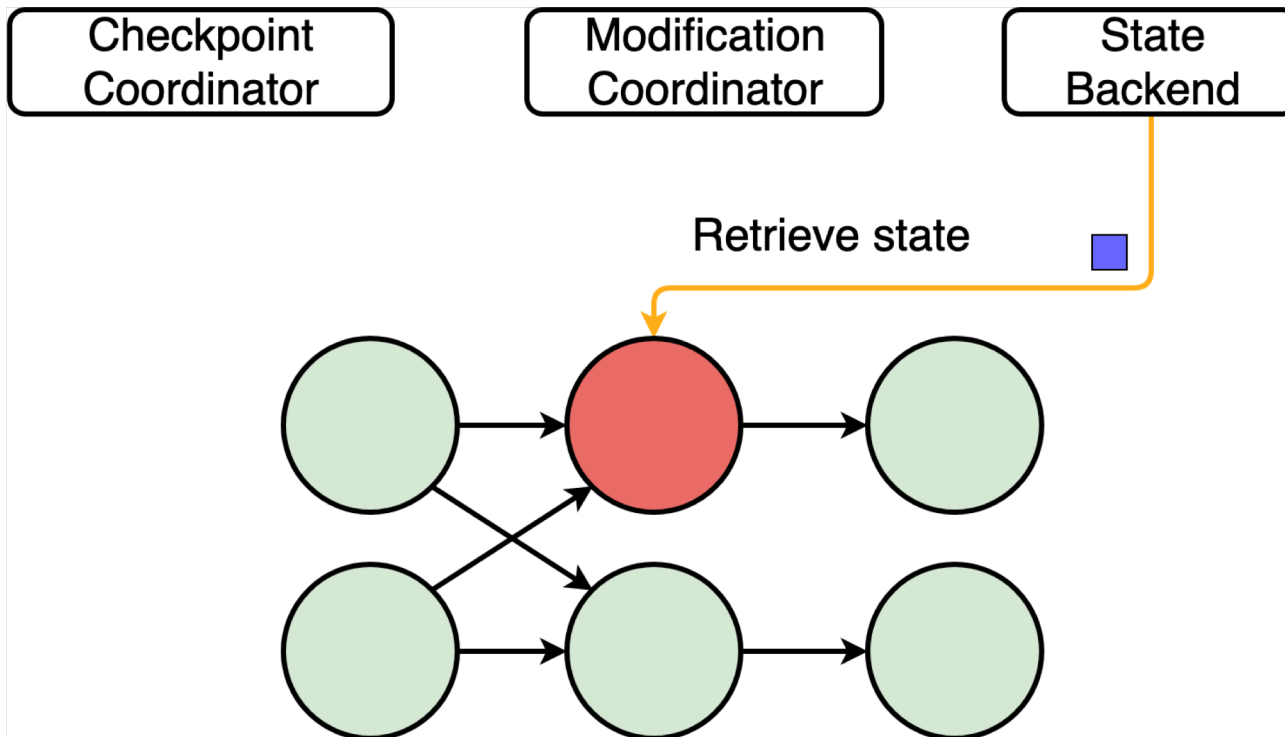 Checkpoint
Coordinator
Modification
Coordinator
State
Backend
Retrieve state